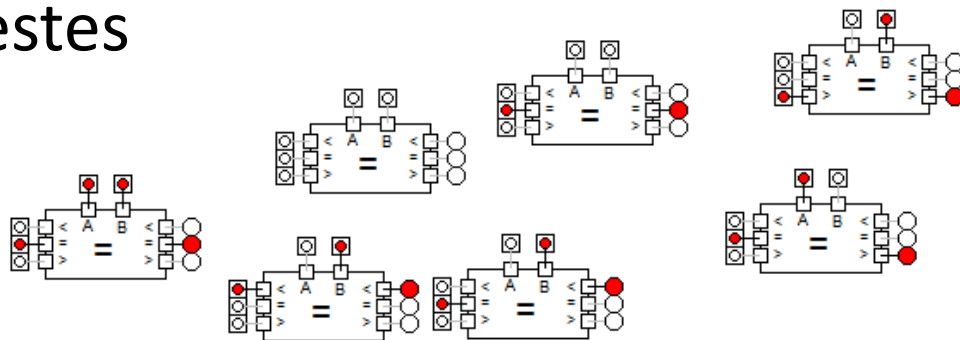 estes
< A B <
= =
> = >
< A B <
= =
> = >
< A B <
= =
> = >
< A B <
= =
> = >
< A B <
= =
> = >
< A B <
= =
> = >
< A B <
= =
> = >